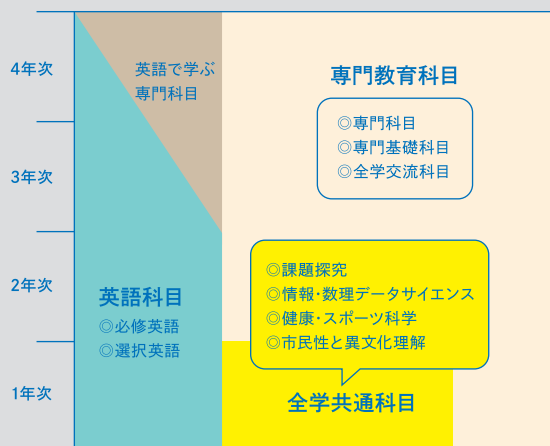 4年次
3年次
2年次
1年次
英語で学ぶ
専門科目
英語科目
◎必修英語
◎選択英語
専門教育科目
◎専門科目
◎専門基礎科目
◎全学交流科目
◎課題探究
◎情報・数理データサイエンス
◎健康・スポーツ科学
◎市民性と異文化理解
全学共通科目